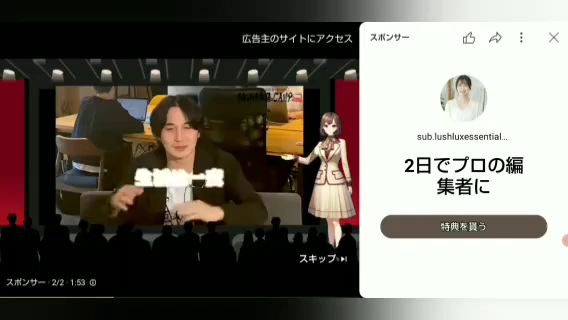 広告主のサイトにアクセス
スポンサー
sub.lushluxessential...
2日でプロの編
集者に
特典を貰う
スキップ
スポンサー · 2/2 · 1:53